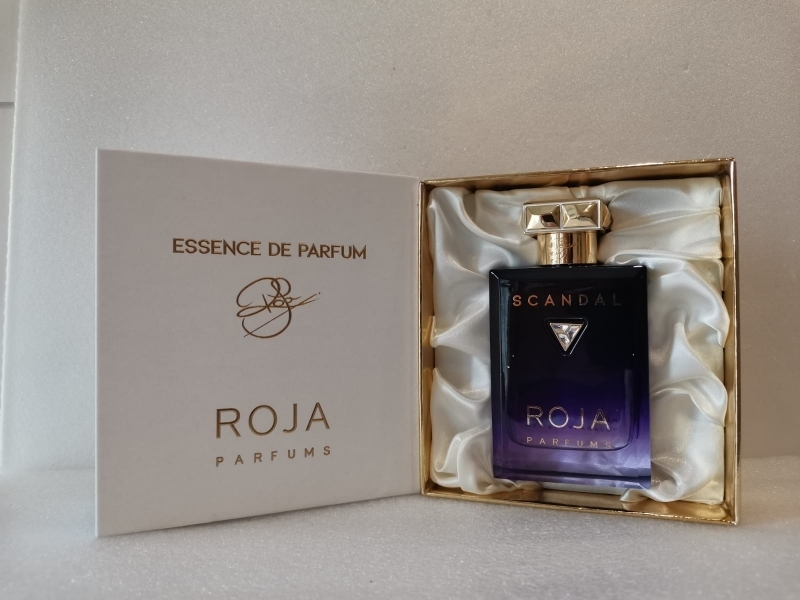 ESSENCE DE PARFUM
ROJA
PARFUMS
SCANDAL
ROJA
PARFUMS